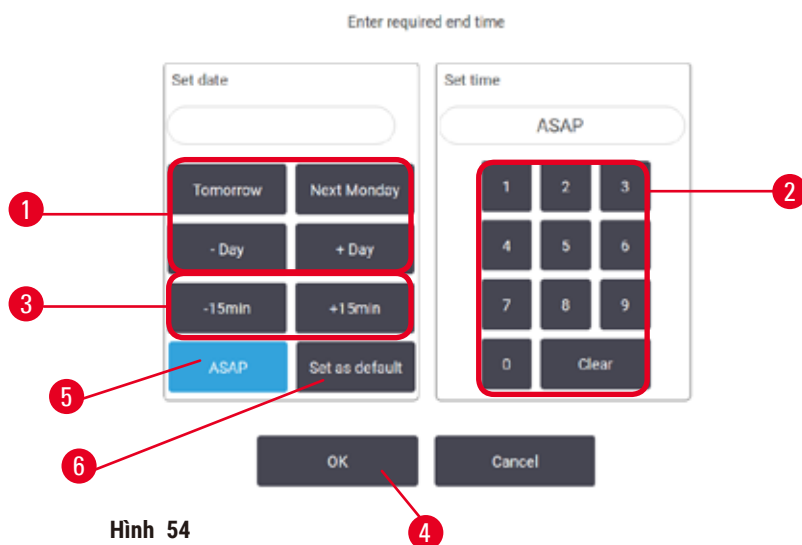 Enter required end time
Set date
Set time
ASAP
Tomorrow
Next Monday
1
2
3
1
2
- Day
+ Day
4
5
6
3
-15min
+15min
7
8
9
ASAP
Set as default
0
Clear
5
6
OK
Cancel
Hình 54
4